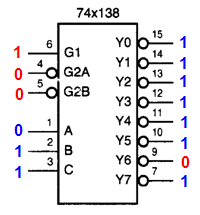 74x138
1 6 G1 Y0 15 1
0 4 G2A Y1 14 1
0 5 G2B Y2 13 1
Y3 12 1
0 1 A Y4 11 1
1 2 B Y5 10 1
1 3 C Y6 9 0
Y7 7 1